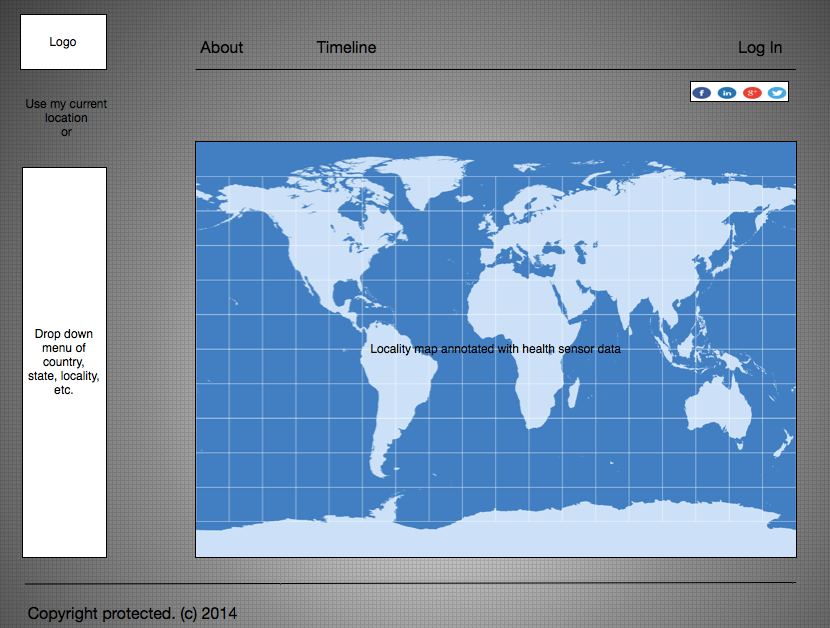 Logo
About
Timeline
Log In
f
in
g+
Use my current
location
or
Drop down
menu of
country,
state, locality,
etc.
Locality map annotated with health sensor data
Copyright protected. (c) 2014